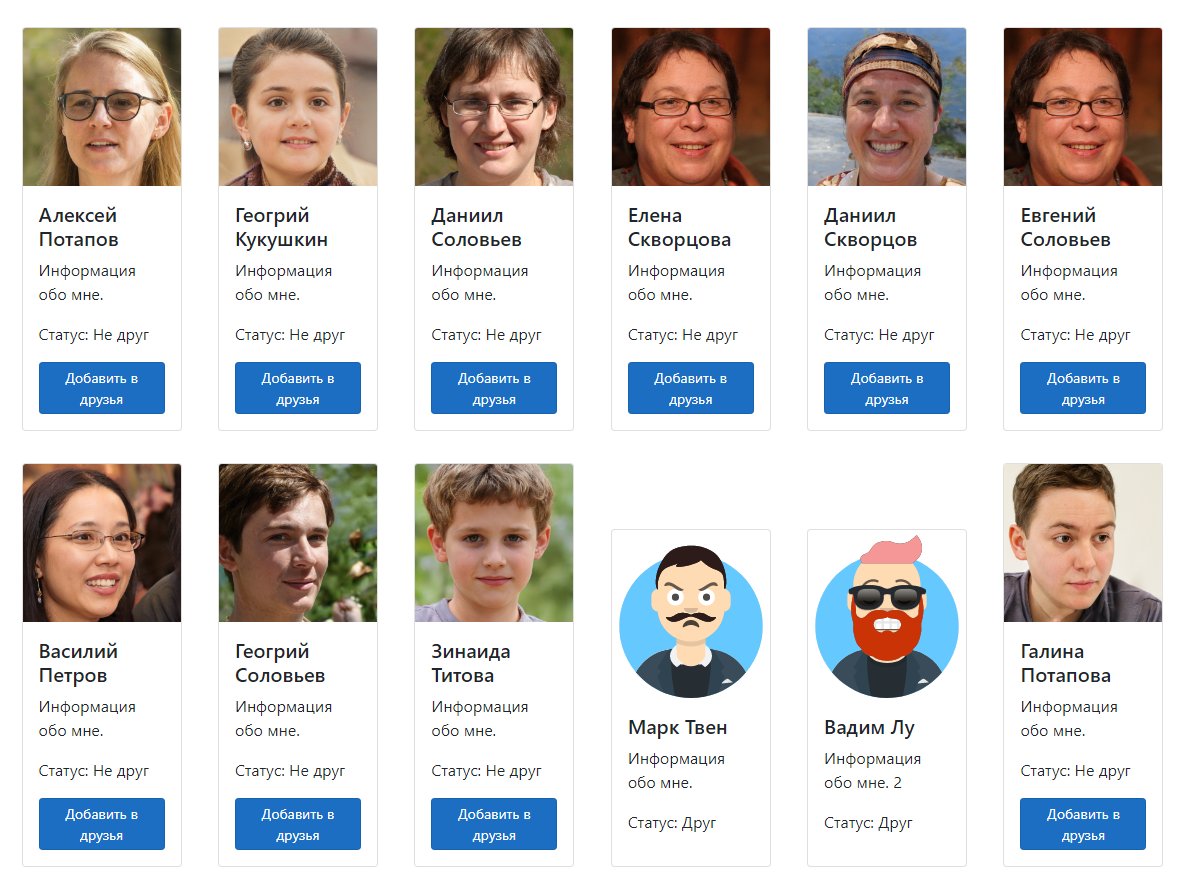 Алексей
Потапов
Информация
обо мне.
Статус: Не друг
Добавить в
друзья
Геогрий
Кукушкин
Информация
обо мне.
Статус: Не друг
Добавить в
друзья
Даниил
Соловьев
Информация
обо мне.
Статус: Не друг
Добавить в
друзья
Елена
Скворцова
Информация
обо мне.
Статус: Не друг
Добавить в
друзья
Даниил
Скворцов
Информация
обо мне.
Статус: Не друг
Добавить в
друзья
Евгений
Соловьев
Информация
обо мне.
Статус: Не друг
Добавить в
друзья
Василий
Петров
Информация
обо мне.
Статус: Не друг
Добавить в
друзья
Геогрий
Соловьев
Информация
обо мне.
Статус: Не друг
Добавить в
друзья
Зинаида
Титова
Информация
обо мне.
Статус: Не друг
Добавить в
друзья
Марк Твен
Информация
обо мне.
Статус: Друг
Вадим Лу
Информация
обо мне. 2
Статус: Друг
Галина
Потапова
Информация
обо мне.
Статус: Не друг
Добавить в
друзья